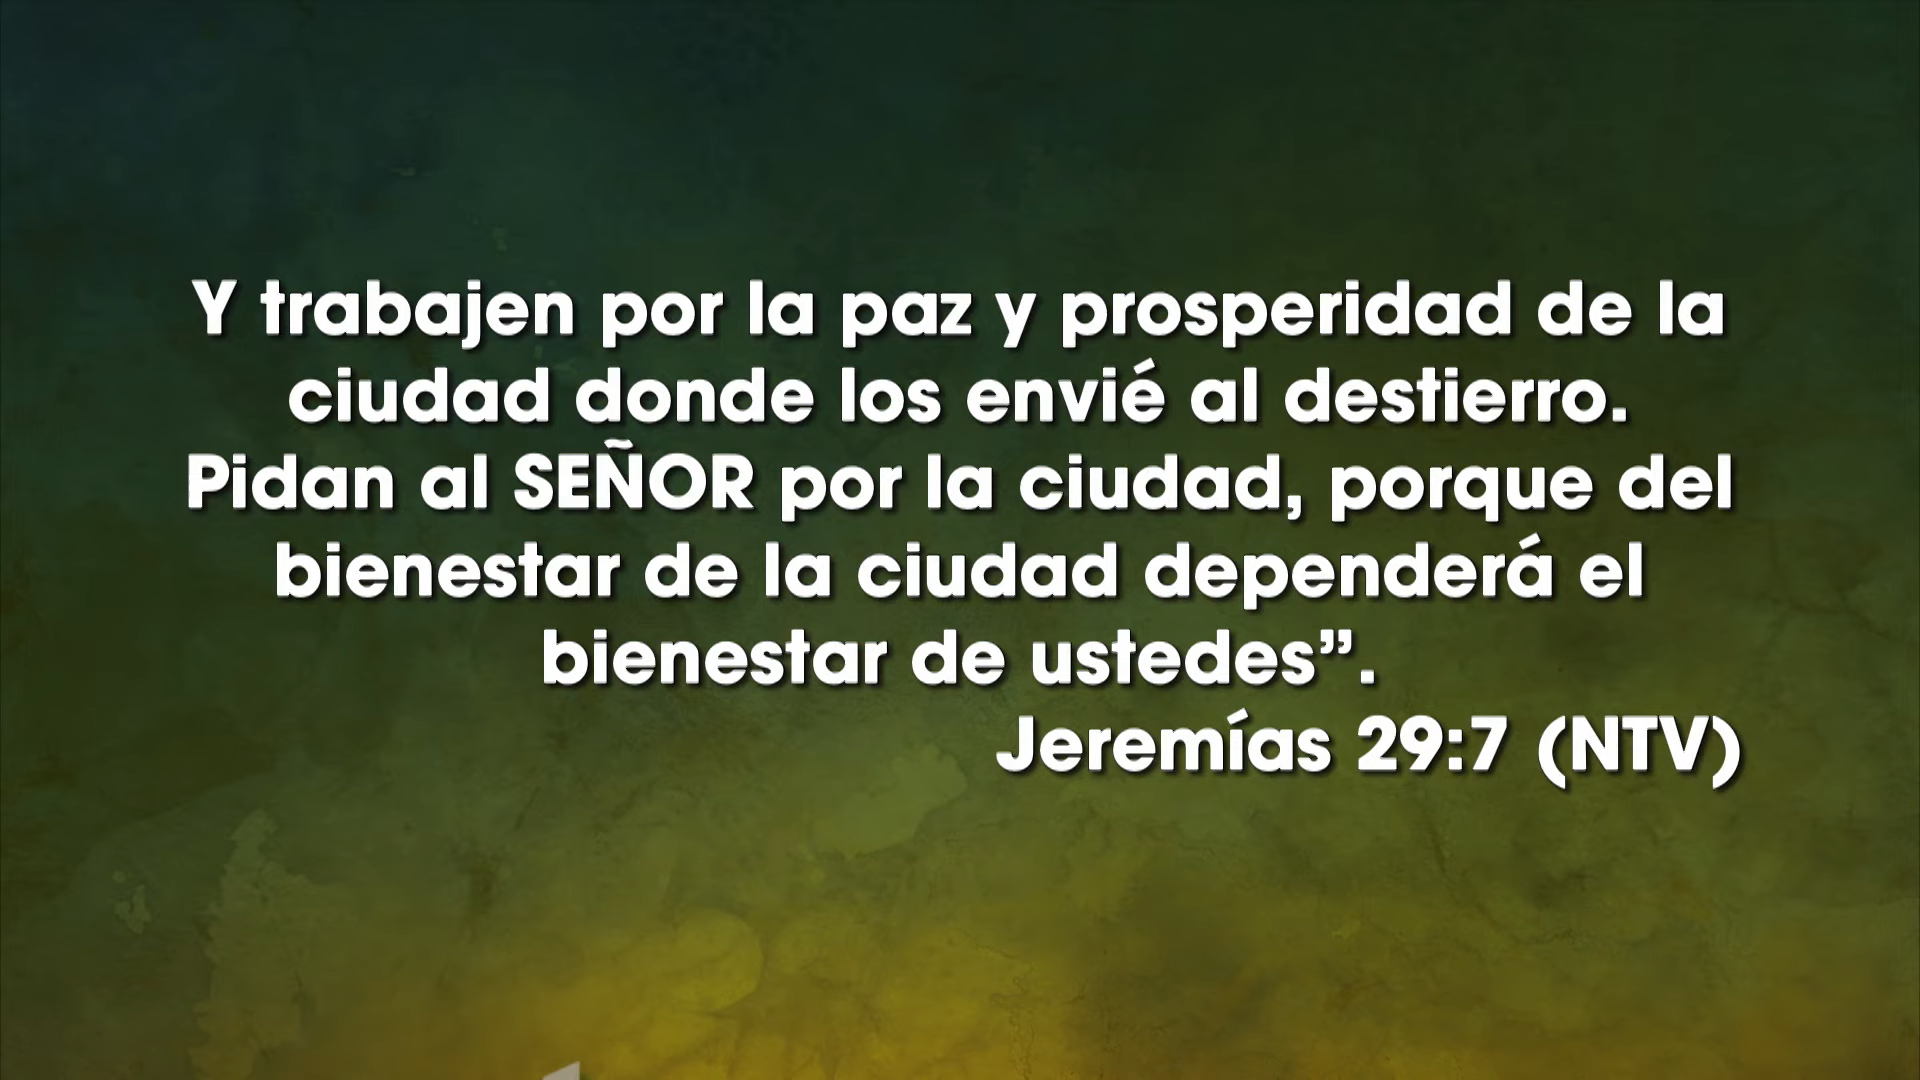 Y trabajen por la paz y prosperidad de la
ciudad donde los envié al destierro.
Pidan al SEÑOR por la ciudad, porque del
bienestar de la ciudad dependerá el
bienestar de ustedes”.
Jeremías 29:7 (NTV)